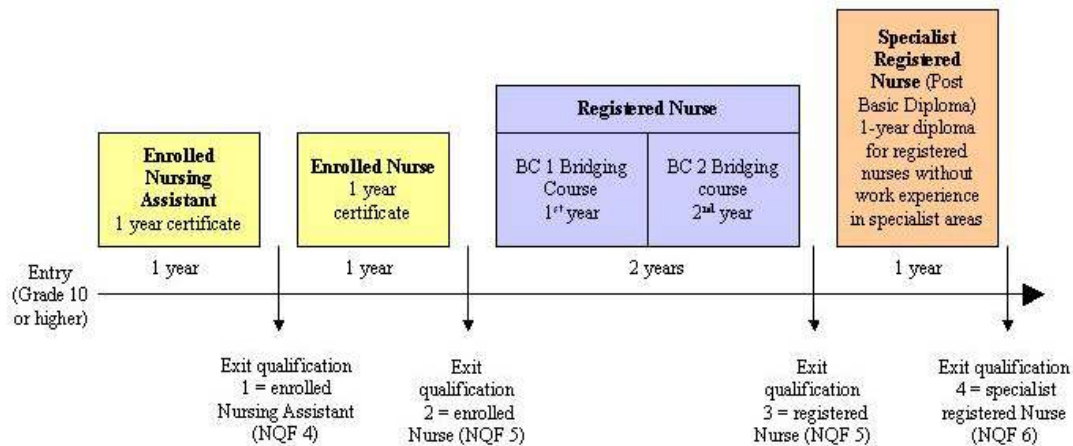 Enrolled
Nursing
Assistant
1 year certificate
Enrolled Nurse
1 year
certificate
Registered Nurse
BC 1 Bridging
Course
1st year
BC 2 Bridging
course
2nd year
Specialist
Registered
Nurse (Post
Basic Diploma)
1-year diploma
for registered
nurses without
work experience
in specialist areas
1 year
1 year
2 years
1 year
Entry
(Grade 10
or higher)
Exit qualification
1 = enrolled
Nursing Assistant
(NQF 4)
Exit
qualification
2 = enrolled
Nurse (NQF 5)
Exit
qualification
3 = registered
Nurse (NQF 5)
Exit qualification
4 = specialist
registered Nurse
(NQF 6)